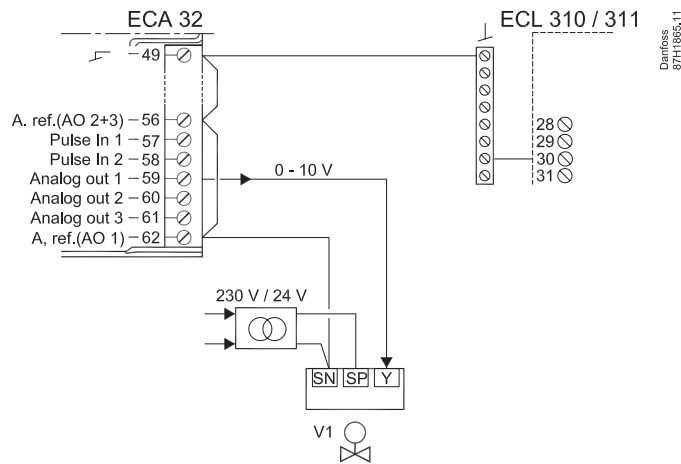 ECA 32
ECL 310 / 311
Danfoss
87H1865.11
49
A. ref.(AO 2+3) 56
Pulse In 1 57
Pulse In 2 58
Analog out 1 59
Analog out 2 60
Analog out 3 61
A, ref.(AO 1) 62
28
29
30
31
0 - 10 V
230 V / 24 V
SN SP Y
V1